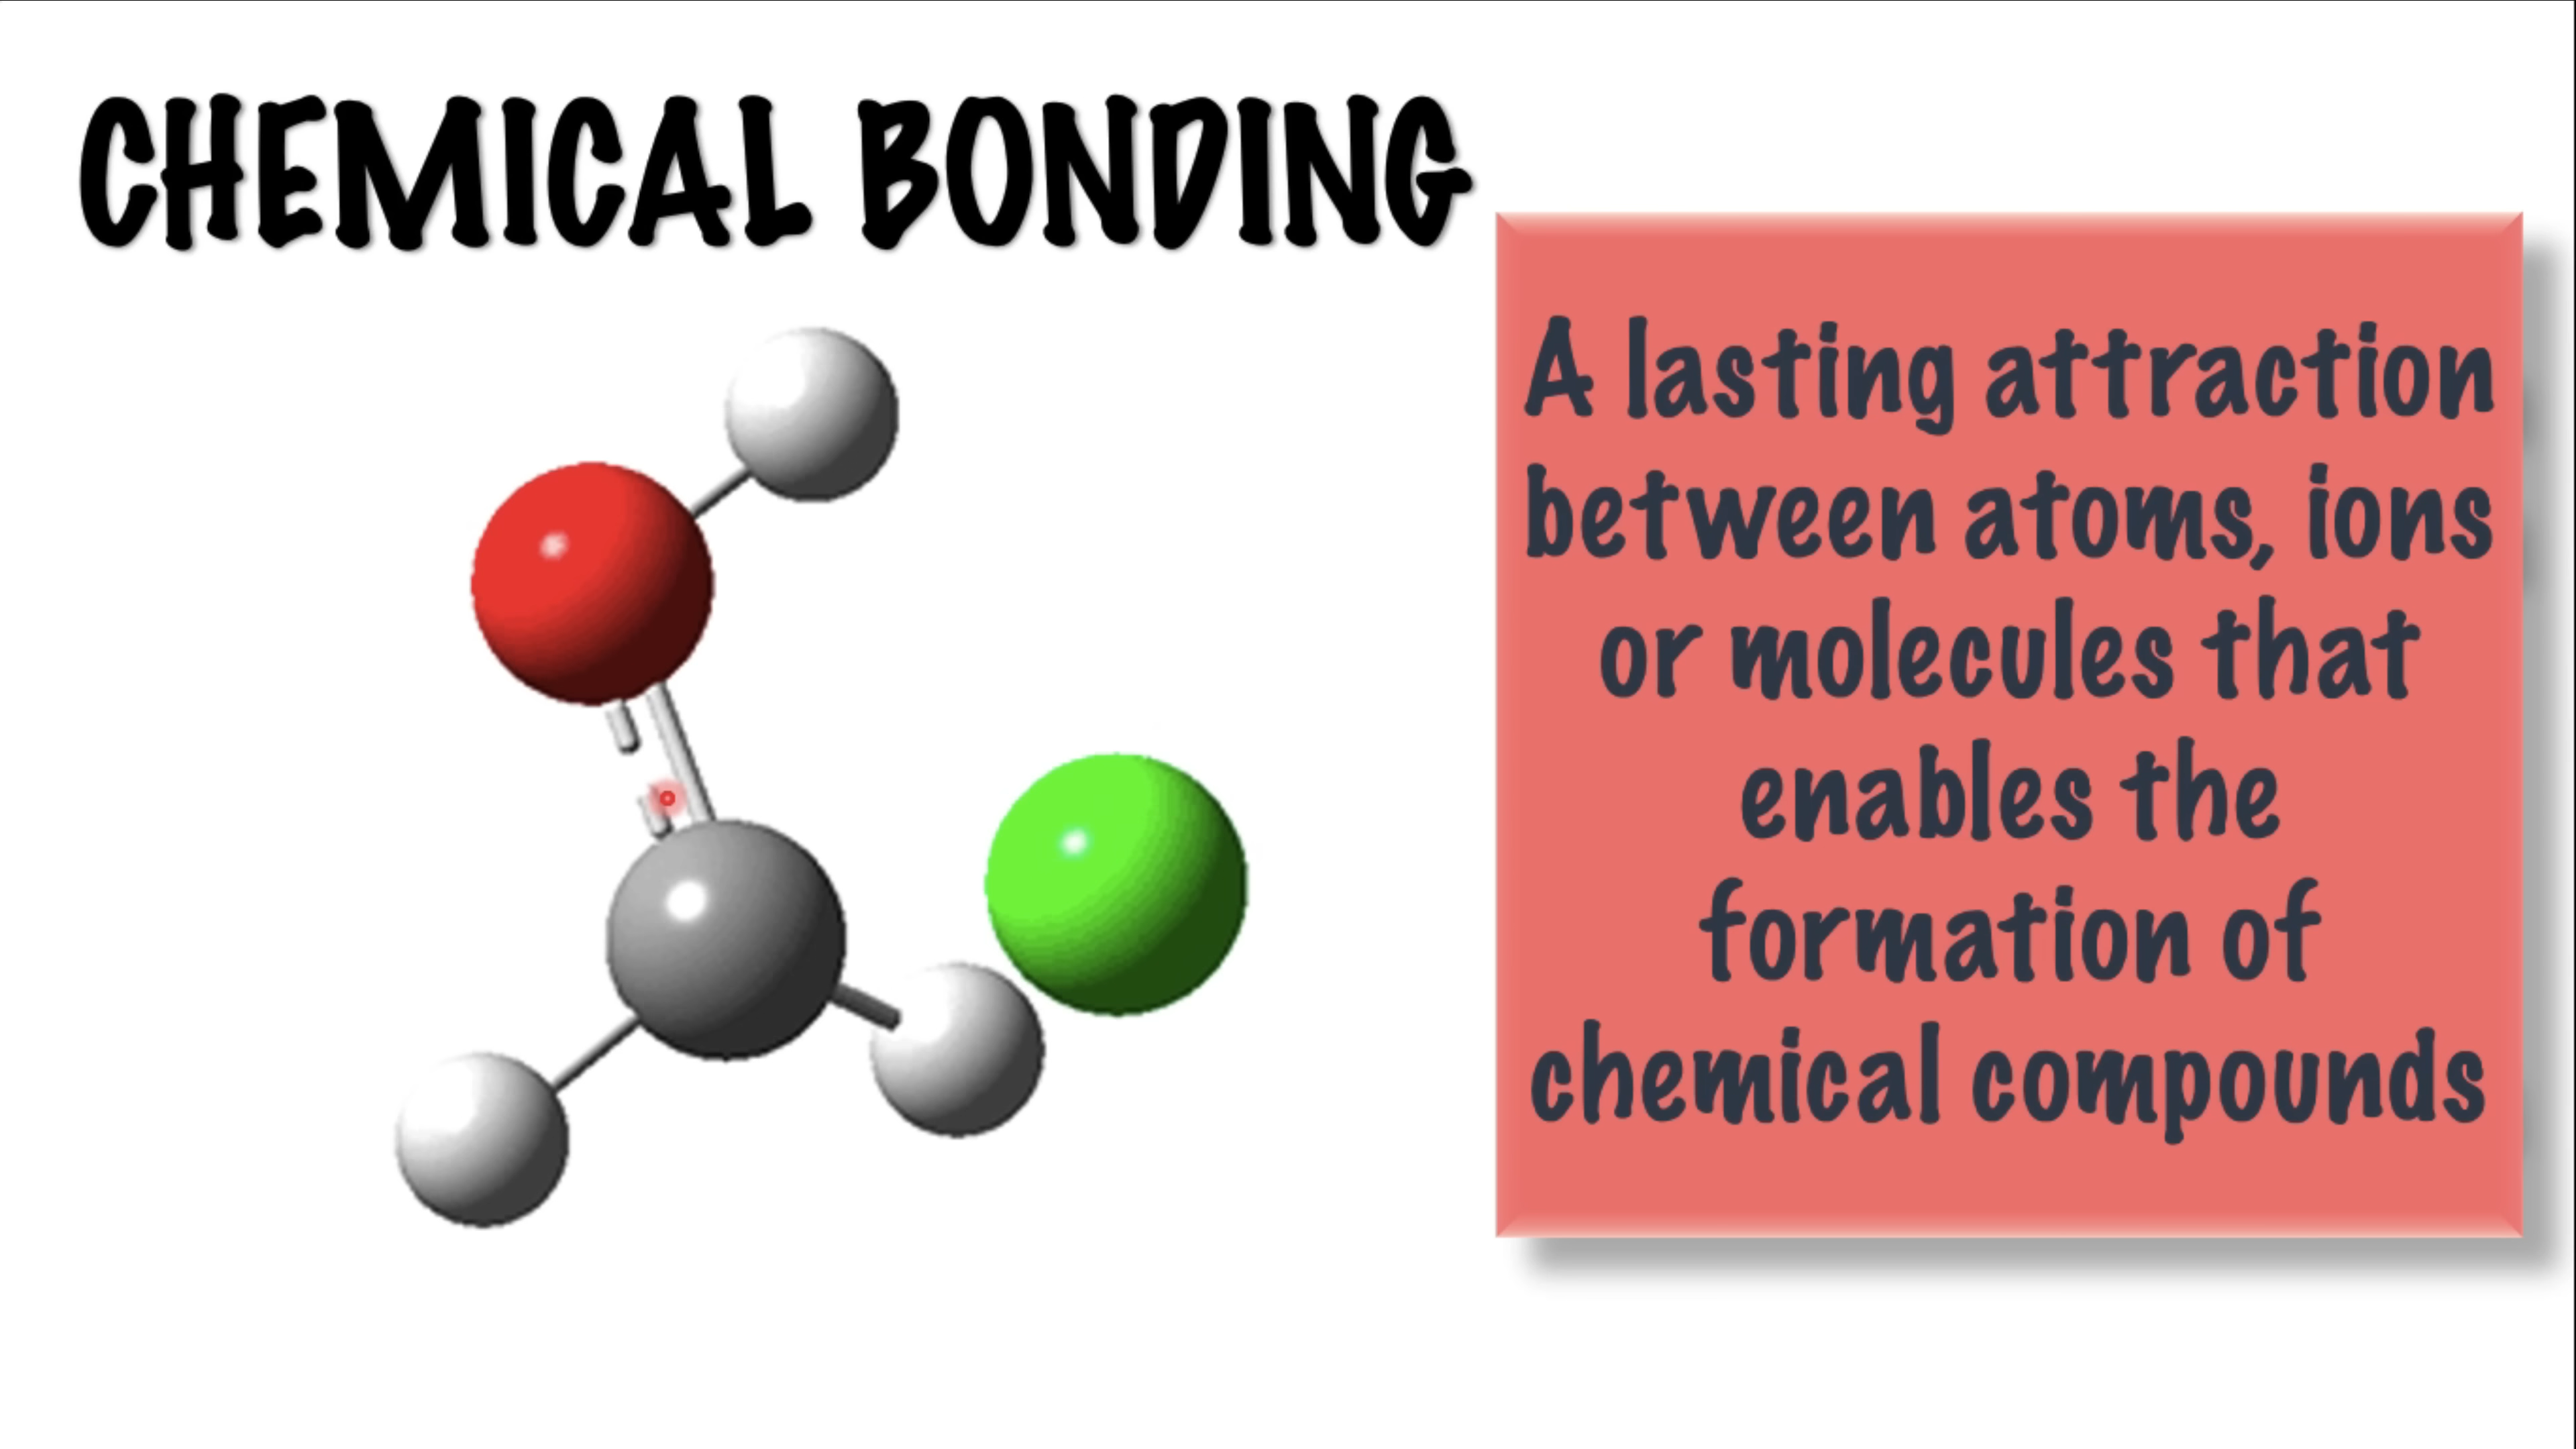 CHEMICAL BONDING
A lasting attraction
between atoms, ions
or molecules that
enables the
formation of
chemical compounds